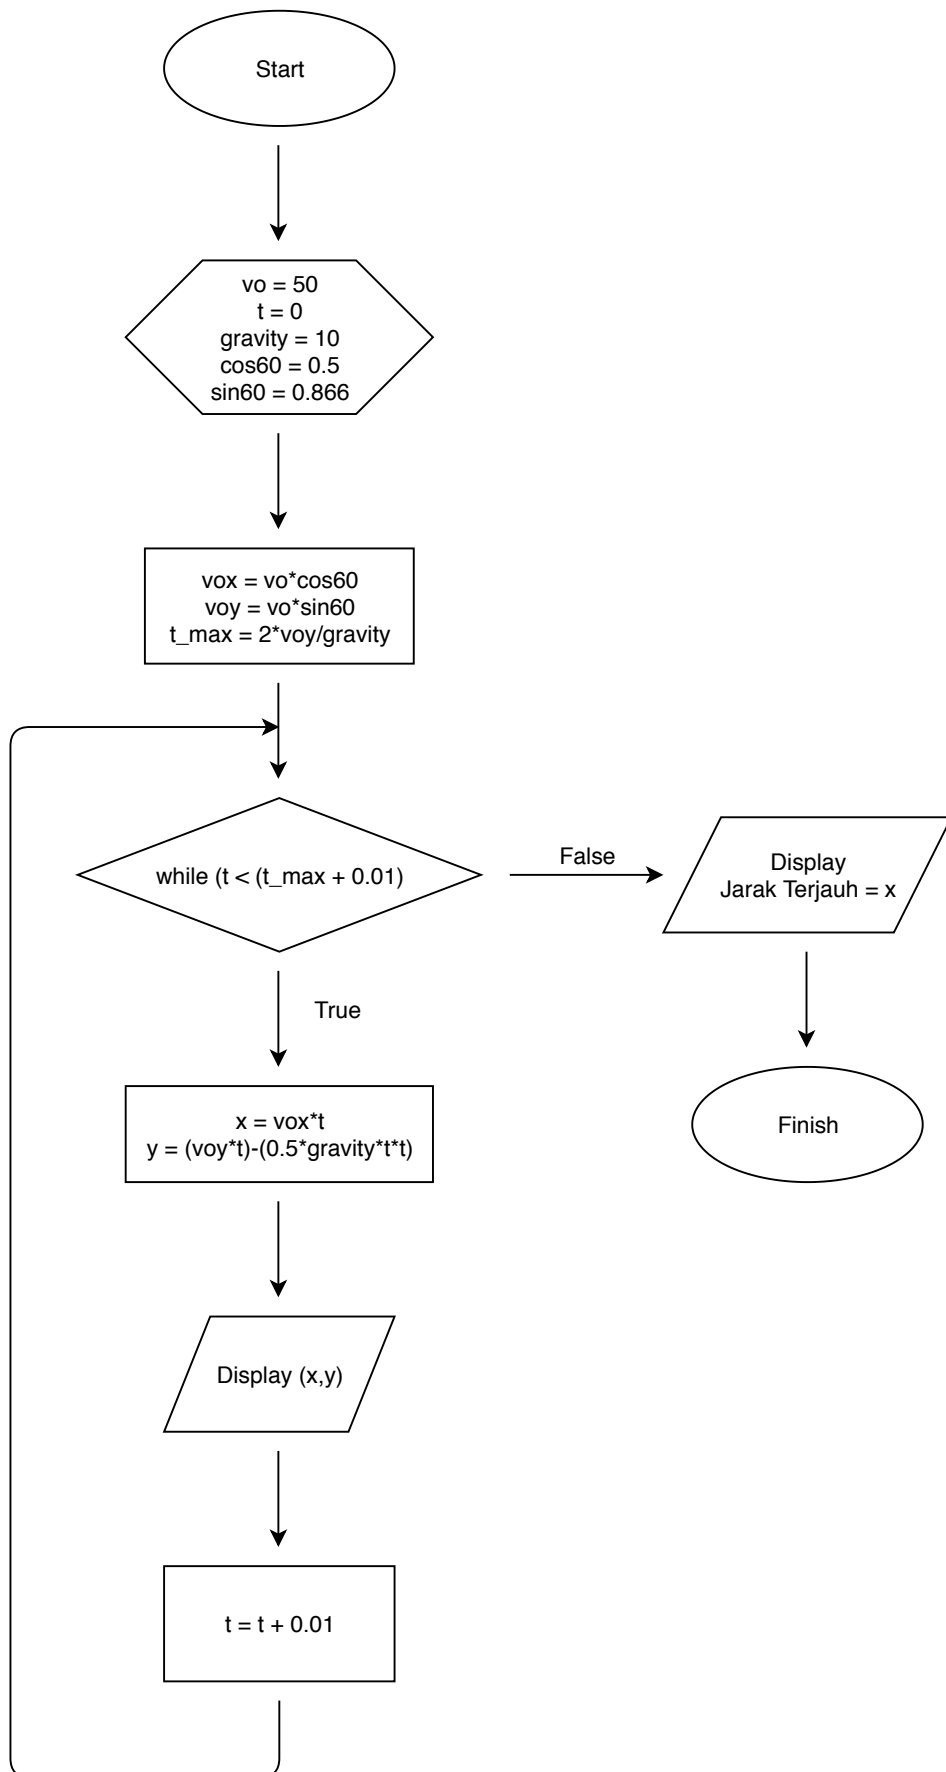 Start
vo = 50
t = 0
gravity = 10
cos60 = 0.5
sin60 = 0.866
vox = vo*cos60
voy = vo*sin60
t_max = 2*voy/gravity
while (t < (t_max + 0.01)
False
Display
Jarak Terjauh = x
True
Finish
x = vox*t
y = (voy*t)-(0.5*gravity*t*t)
Display (x,y)
t = t + 0.01